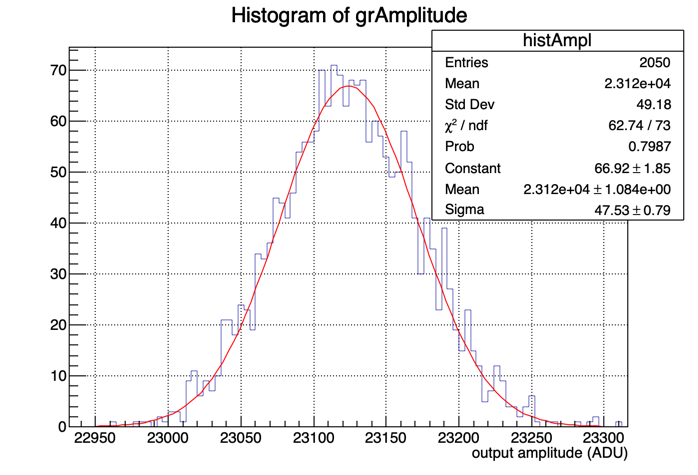 Histogram of grAmplitude
histAmpl
Entries 2050
Mean 2.312e+04
Std Dev 49.18
χ² / ndf 62.74 / 73
Prob 0.7987
Constant 66.92 ± 1.85
Mean 2.312e+04 ± 1.084e+00
Sigma 47.53 ± 0.79
70
60
50
40
30
20
10
0
22950 23000 23050 23100 23150 23200 23250 23300
output amplitude (ADU)